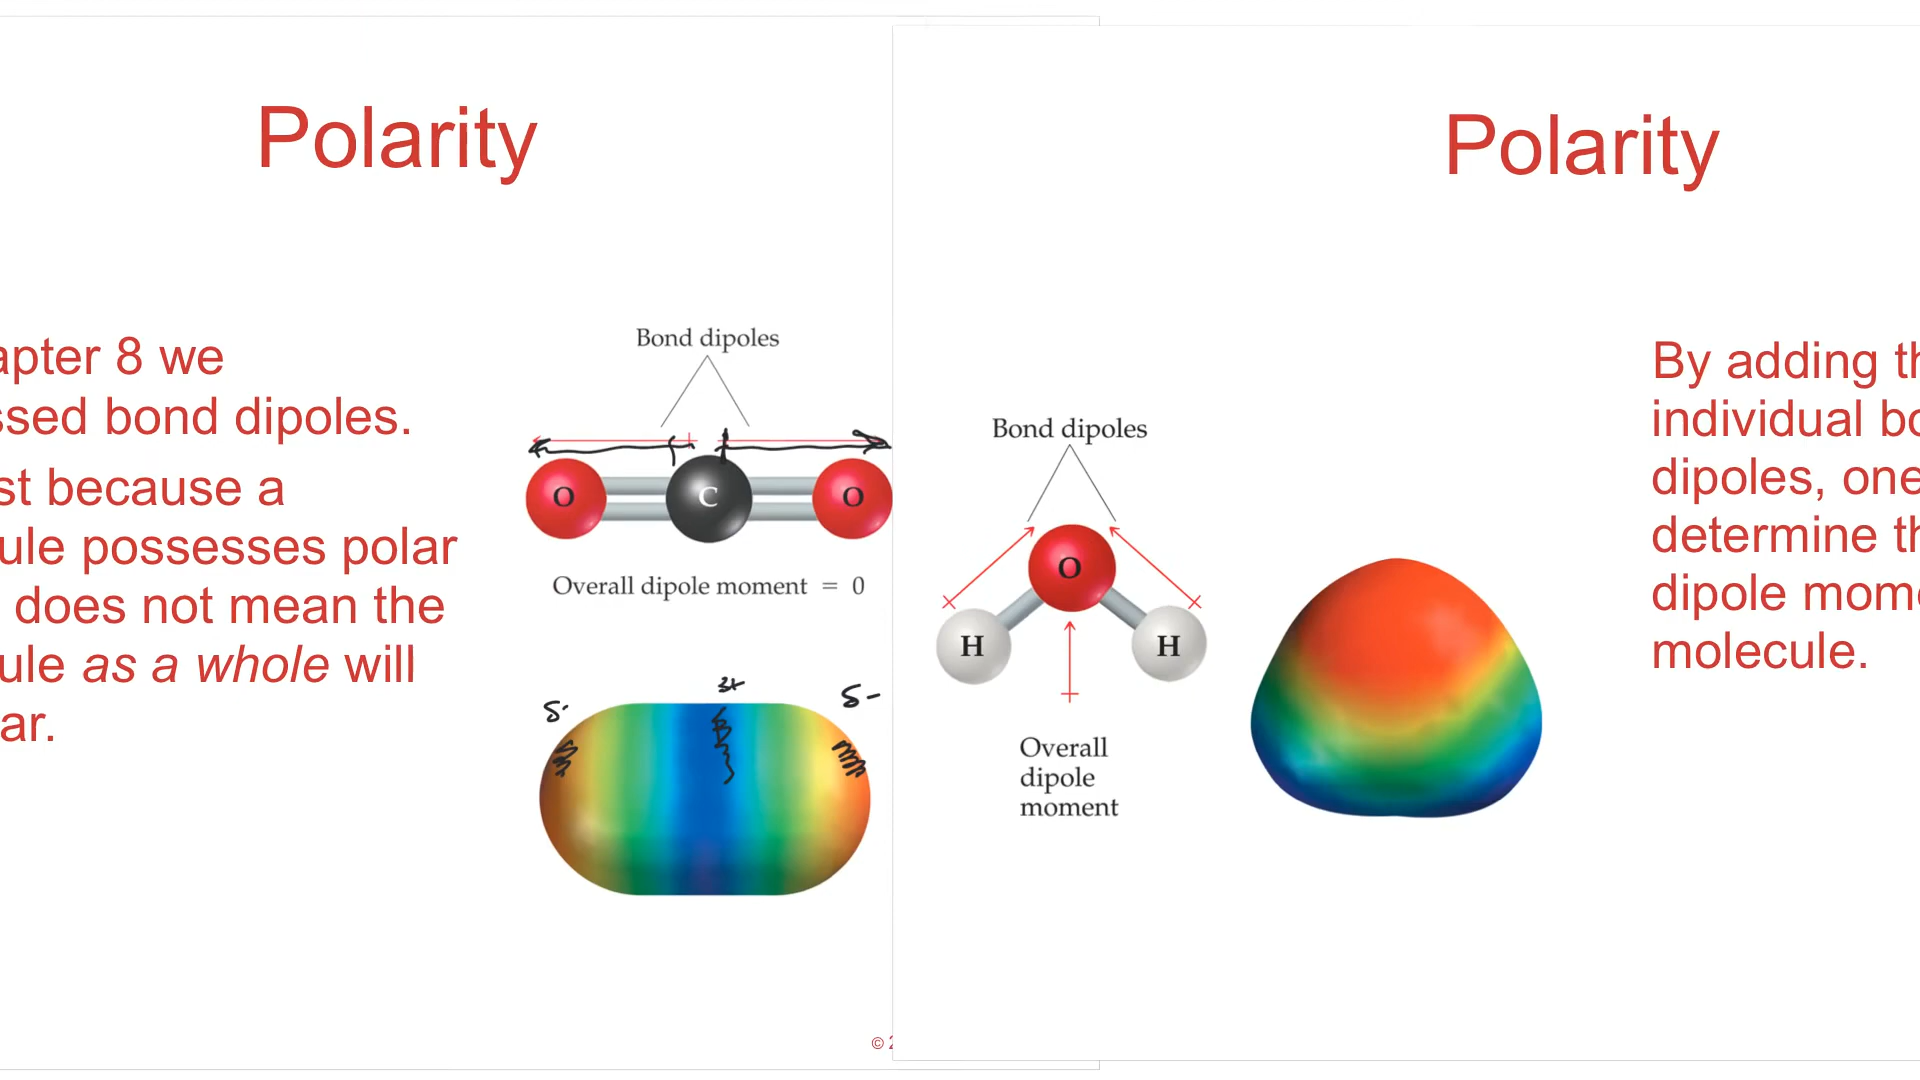 Polarity
apter 8 we
ssed bond dipoles.
st because a
ule possesses polar
does not mean the
ule as a whole will
ar.
Bond dipoles
O C O
Overall dipole moment = 0
δ-
δ+
δ-
©
Polarity
Bond dipoles
O
H H
Overall
dipole
moment
By adding th
individual bo
dipoles, one
determine th
dipole mome
molecule.